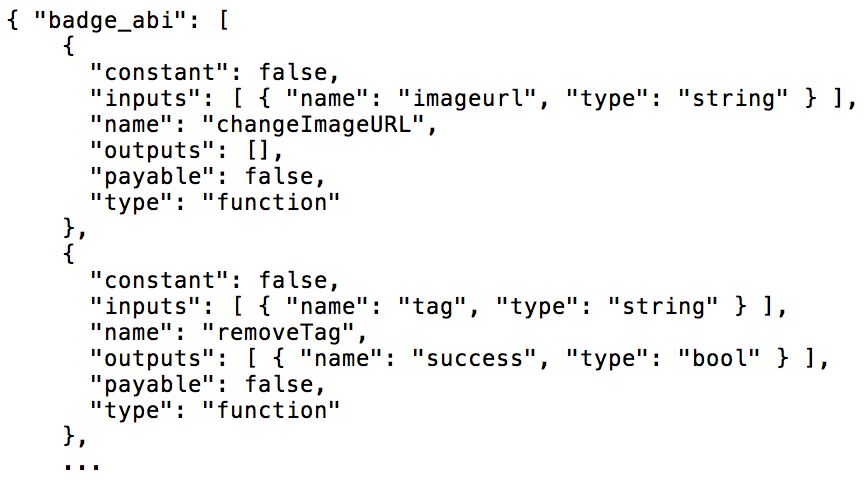 { "badge_abi": [
    {
      "constant": false,
      "inputs": [ { "name": "imageurl", "type": "string" } ],
      "name": "changeImageURL",
      "outputs": [],
      "payable": false,
      "type": "function"
    },
    {
      "constant": false,
      "inputs": [ { "name": "tag", "type": "string" } ],
      "name": "removeTag",
      "outputs": [ { "name": "success", "type": "bool" } ],
      "payable": false,
      "type": "function"
    },
    ...